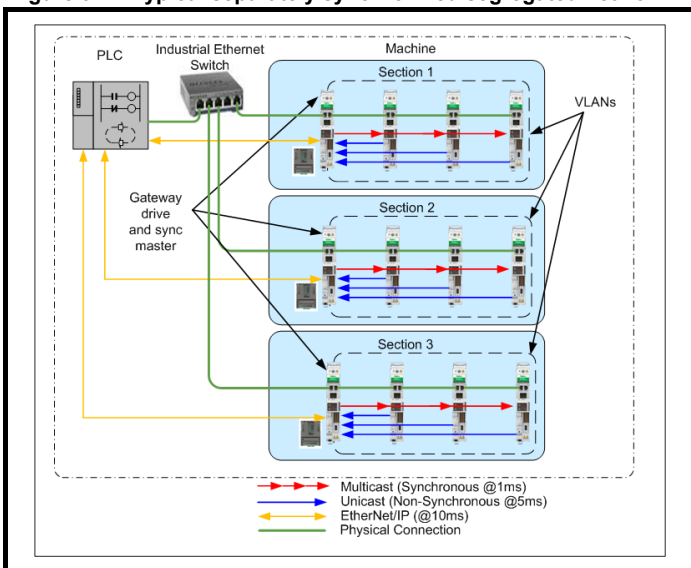 PLC
Industrial Ethernet
Switch
Machine
Section 1
VLANs
Gateway
drive
and sync
master
Section 2
Section 3
Multicast (Synchronous @1ms)
Unicast (Non-Synchronous @5ms)
EtherNet/IP (@10ms)
Physical Connection